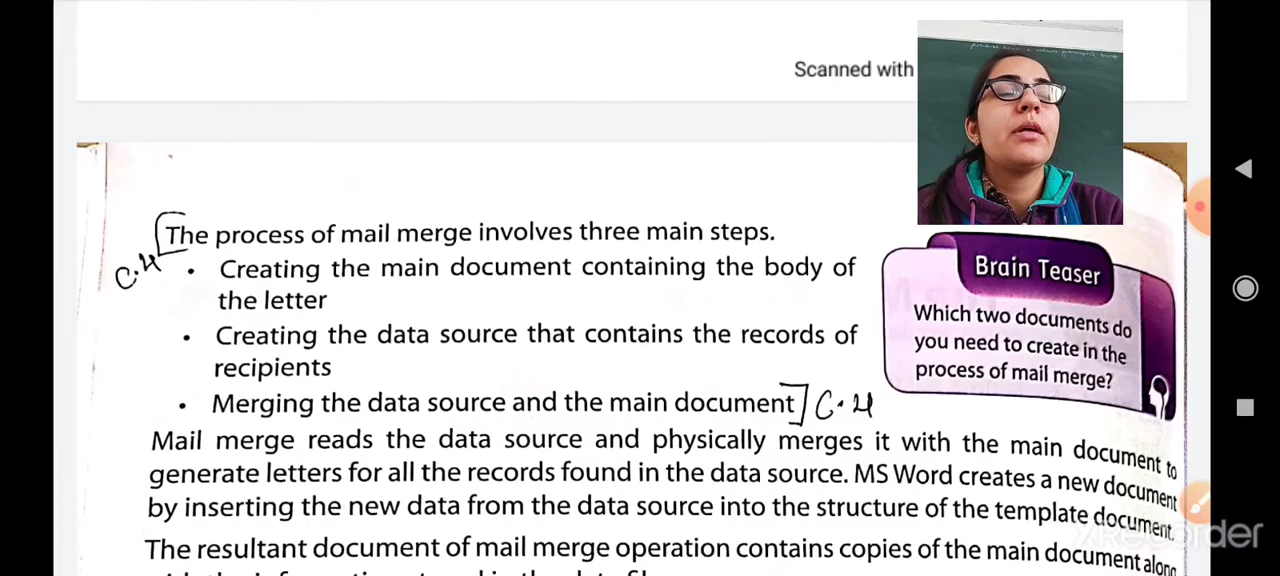 Scanned with
The process of mail merge involves three main steps.
C.4
• Creating the main document containing the body of
the letter
• Creating the data source that contains the records of
recipients
• Merging the data source and the main document C.4
Brain Teaser
Which two documents do
you need to create in the
process of mail merge?
Mail merge reads the data source and physically merges it with the main document to
generate letters for all the records found in the data source. MS Word creates a new document
by inserting the new data from the data source into the structure of the template document.
The resultant document of mail merge operation contains copies of the main document along
XRecorder